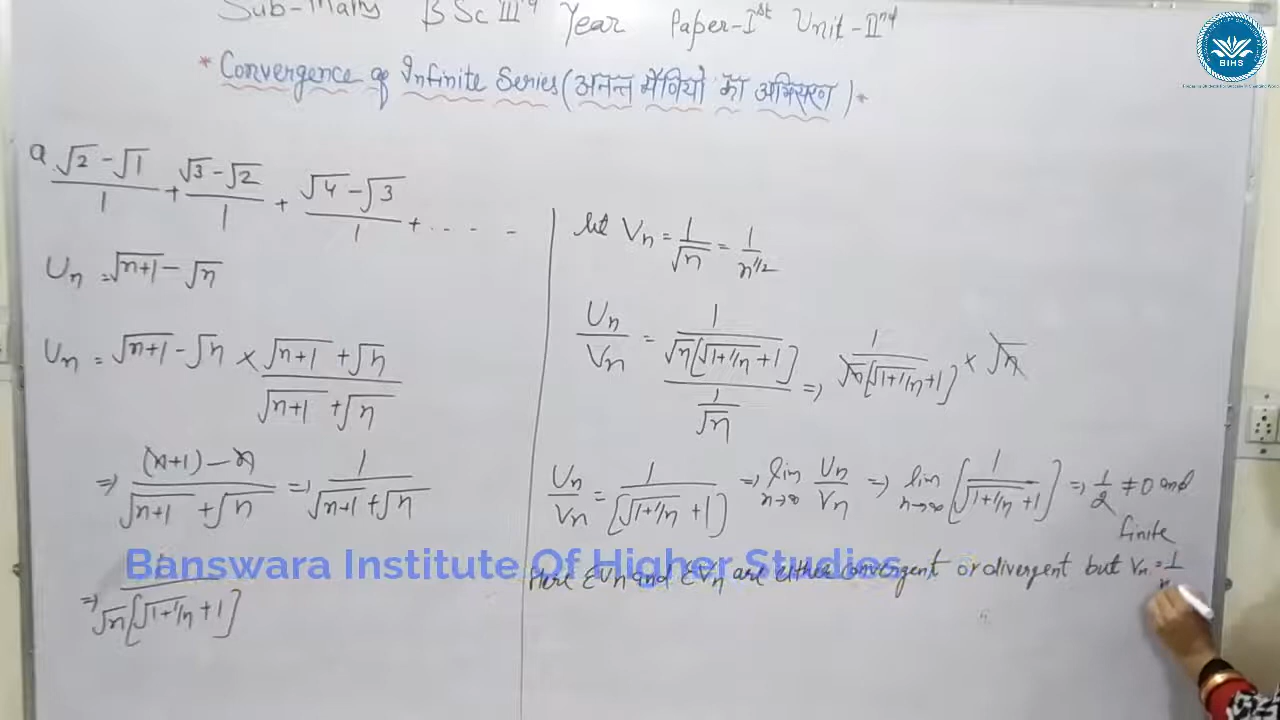 Sub-Maths BSc IIIrd Year Paper-Ist Unit-IInd
* Convergence of Infinite Series (अनन्त श्रेणियो का अभिसरण) *
Q √2-√1/1 + √3-√2/1 + √4-√3/1 + .....
Un = √n+1 - √n
Un = √n+1 - √n × √n+1 + √n / √n+1 + √n
⇒ (n+1)-n / √n+1 + √n ⇒ 1 / √n+1 + √n
⇒ 1 / √n[√1+1/n + 1]
let Vn = 1/√n = 1/n^1/2
Un/Vn = 1 / √n[√1+1/n + 1] / 1/√n ⇒ 1 / √n[√1+1/n + 1] × √n
Un/Vn = 1 / [√1+1/n + 1] ⇒ lim n→∞ Un/Vn ⇒ lim n→∞ [1 / √1+1/n + 1] ⇒ 1/2 ≠ 0 and
finite
Here ΣUn and ΣVn are either convergent or divergent but Vn = 1/n
Banswara Institute Of Higher Studies
BIHS